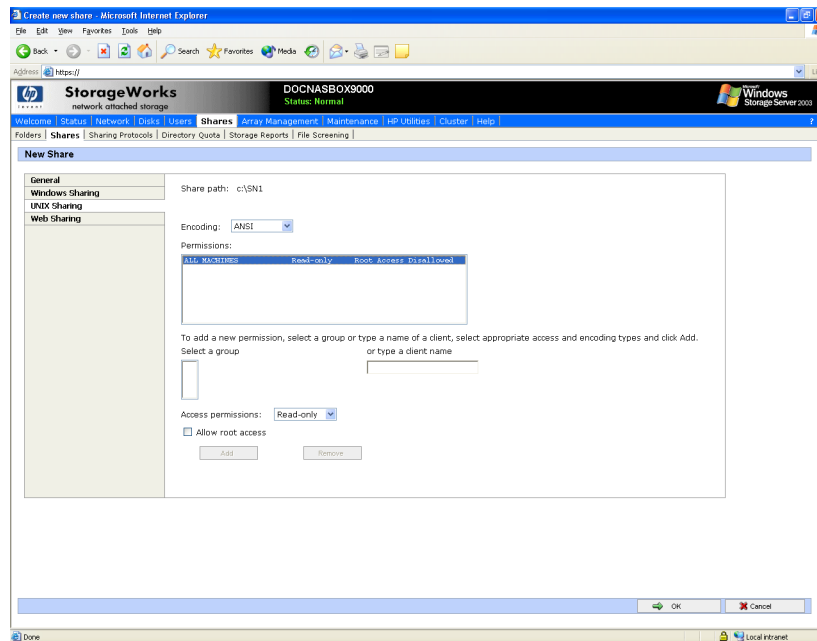 Create new share - Microsoft Internet Explorer
File Edit View Favorites Tools Help
Back Search Favorites Media
Address https://
hp
invent
StorageWorks
network attached storage
DOCNASBOX9000
Status: Normal
Microsoft
Windows
Storage Server 2003
Welcome | Status | Network | Disks | Users | Shares | Array Management | Maintenance | HP Utilities | Cluster | Help | ?
Folders | Shares | Sharing Protocols | Directory Quota | Storage Reports | File Screening |
New Share
General
Windows Sharing
UNIX Sharing
Web Sharing
Share path: c:\SN1
Encoding: ANSI
Permissions:
ALL MACHINES Read-only Root Access Disallowed
To add a new permission, select a group or type a name of a client, select appropriate access and encoding types and click Add.
Select a group or type a client name
Access permissions: Read-only
Allow root access
Add Remove
OK Cancel
Done Local intranet